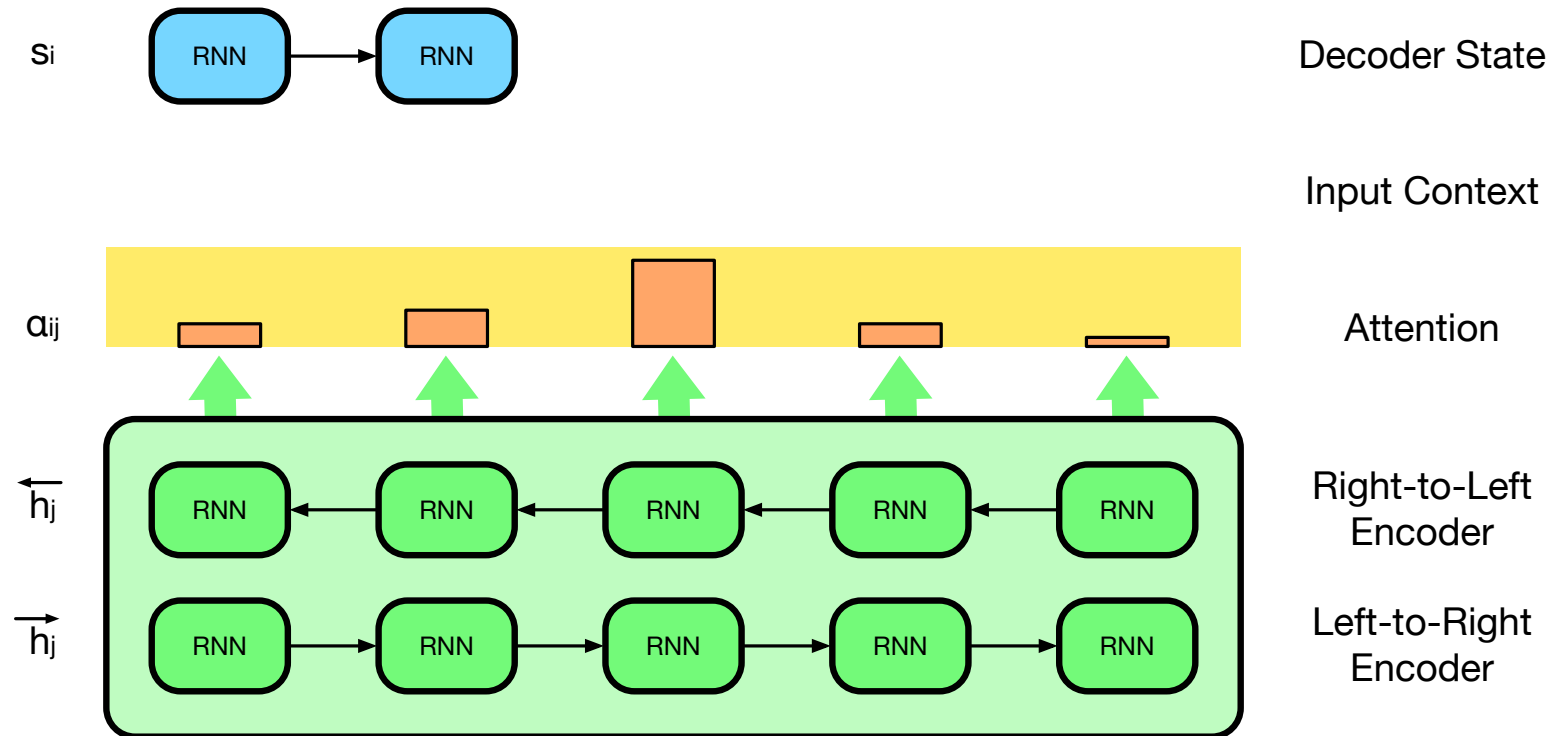 si RNN RNN Decoder State
Input Context
αij Attention
hj RNN RNN RNN RNN RNN Right-to-Left
Encoder
hj RNN RNN RNN RNN RNN Left-to-Right
Encoder